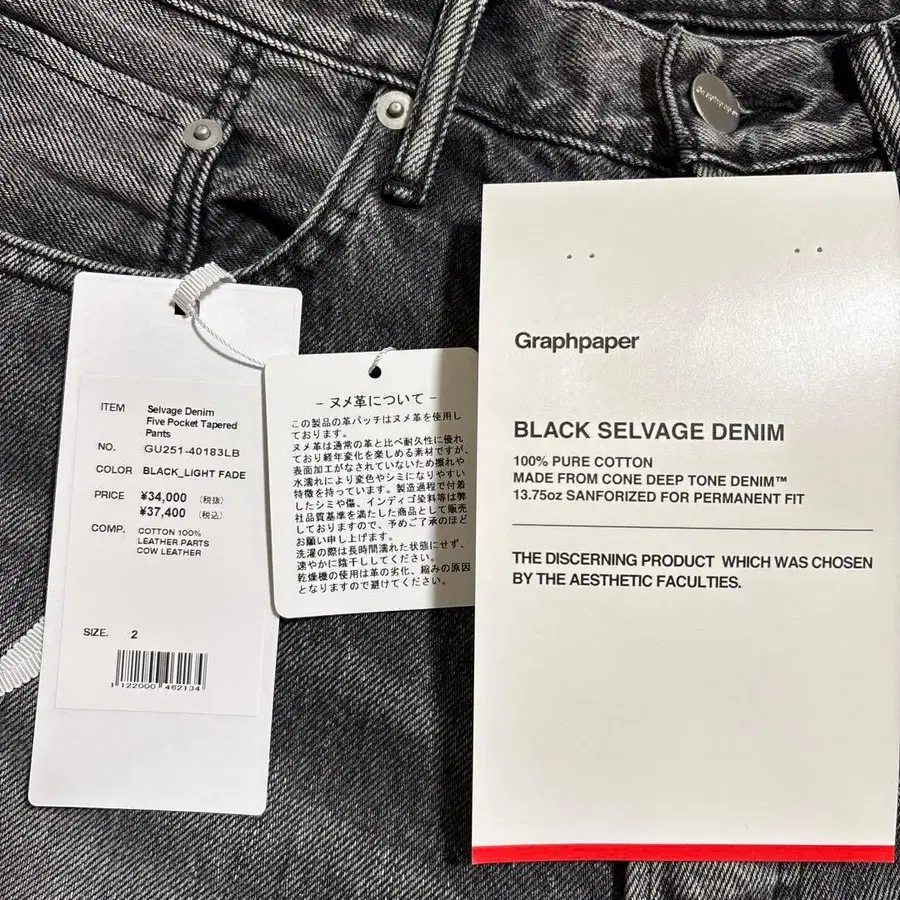 Graphpaper
ITEM Selvage Denim
Five Pocket Tapered
Pants
NO. GU251-40183LB
COLOR BLACK_LIGHT FADE
PRICE ¥34,000 (税抜)
¥37,400 (税込)
COMP. COTTON 100%
LEATHER PARTS
COW LEATHER
SIZE. 2
1122000 462134
– ヌメ革について –
この製品の革パッチはヌメ革を使用し
ております。
ヌメ革は通常の革と比べ耐久性に優れ
ており経年変化を楽しめる素材ですが、
表面加工がなされていないため擦れや
水濡れにより変色やシミになりやすい
特徴を持っています。製造過程で付着
したシミや傷、インディゴ染料等は弊
社品質基準を満たした商品として販売
しておりますので、予めご了承のほど
お願い申し上げます。
洗濯の際は長時間濡れた状態にせず、
速やかに陰干ししてください。
乾燥機の使用は革の劣化、縮みの原因
となりますので避けてください。
Graphpaper
BLACK SELVAGE DENIM
100% PURE COTTON
MADE FROM CONE DEEP TONE DENIM™
13.75oz SANFORIZED FOR PERMANENT FIT
THE DISCERNING PRODUCT WHICH WAS CHOSEN
BY THE AESTHETIC FACULTIES.